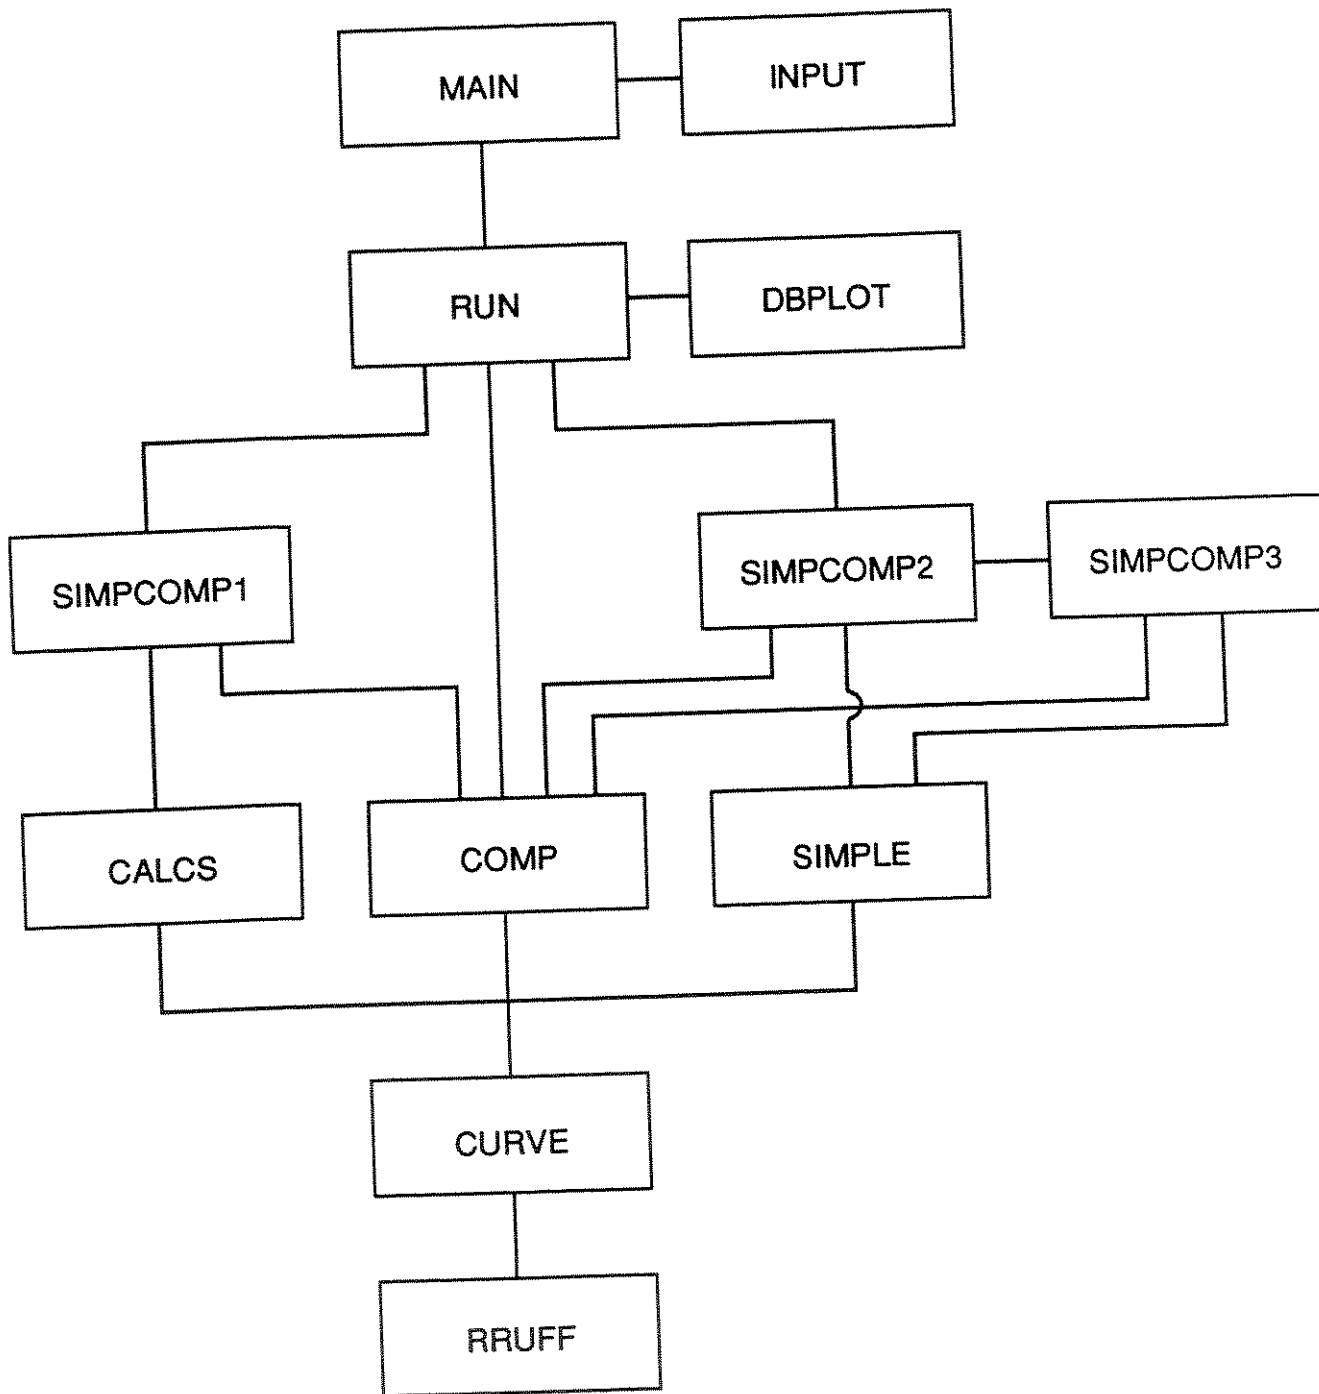 MAIN
INPUT
RUN
DBPLOT
SIMPCOMP1
SIMPCOMP2
SIMPCOMP3
CALCS
COMP
SIMPLE
CURVE
RRUFF